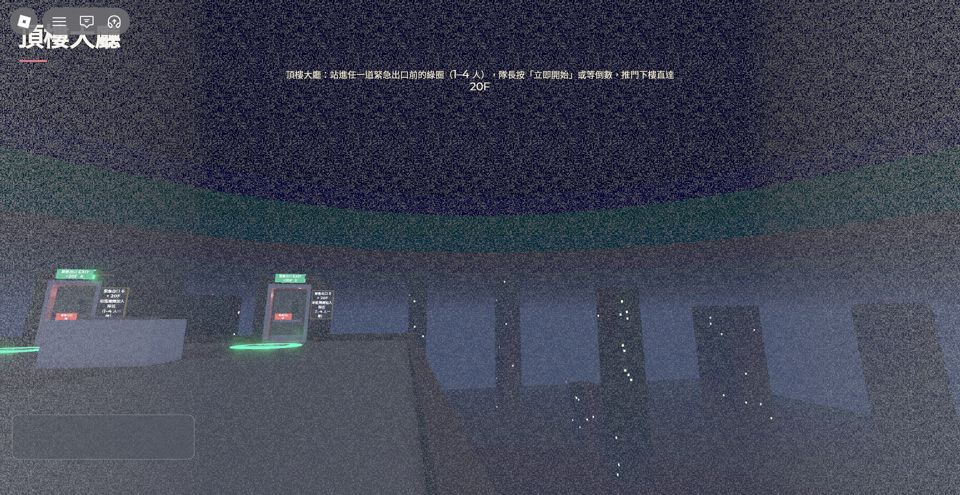 頂樓大廳
頂樓大廳：站進任一道緊急出口前的綠圈（1–4 人），隊長按「立即開始」或等倒數，推門下樓直達
20F